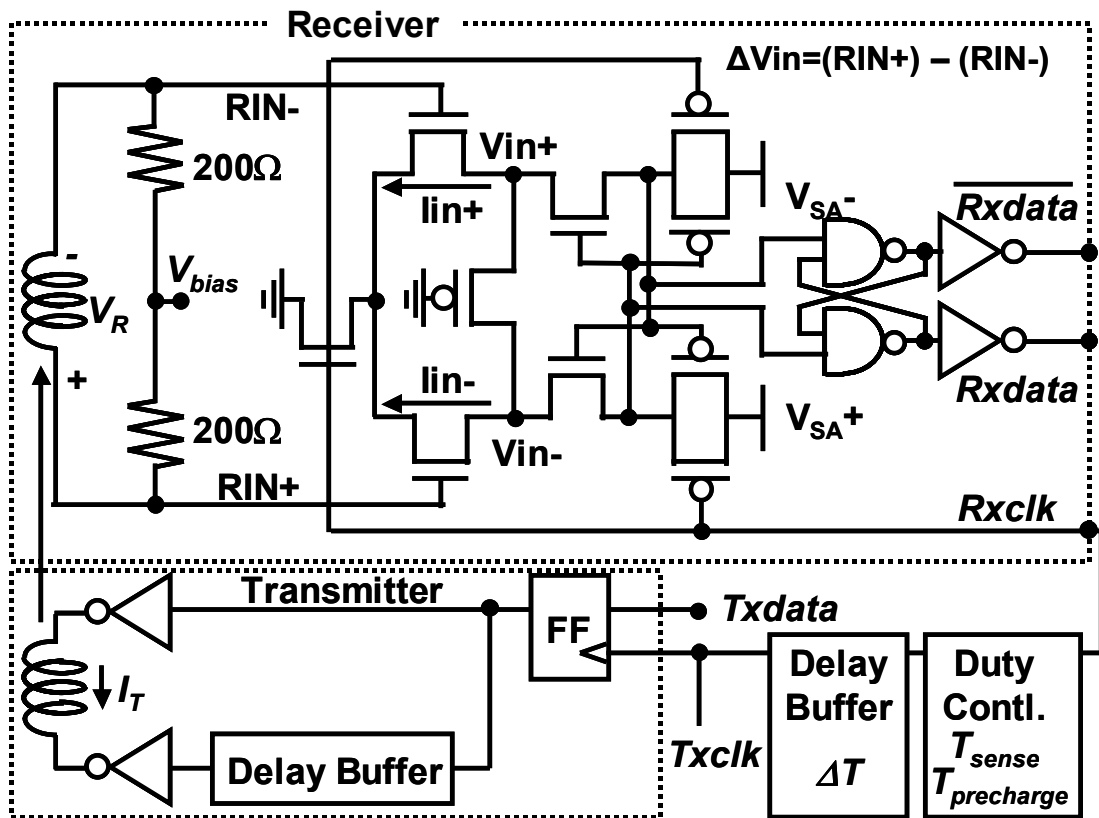 Receiver
ΔVin=(RIN+) – (RIN-)
RIN-
200Ω
Vin+
Iin+
V_SA-
Rxdata
V_bias
-
V_R
+
Iin-
Rxdata
200Ω
Vin-
V_SA+
RIN+
Rxclk
Transmitter
FF
Txdata
I_T
Delay Buffer
Txclk
Delay
Buffer
ΔT
Duty
Contl.
T_sense
T_precharge